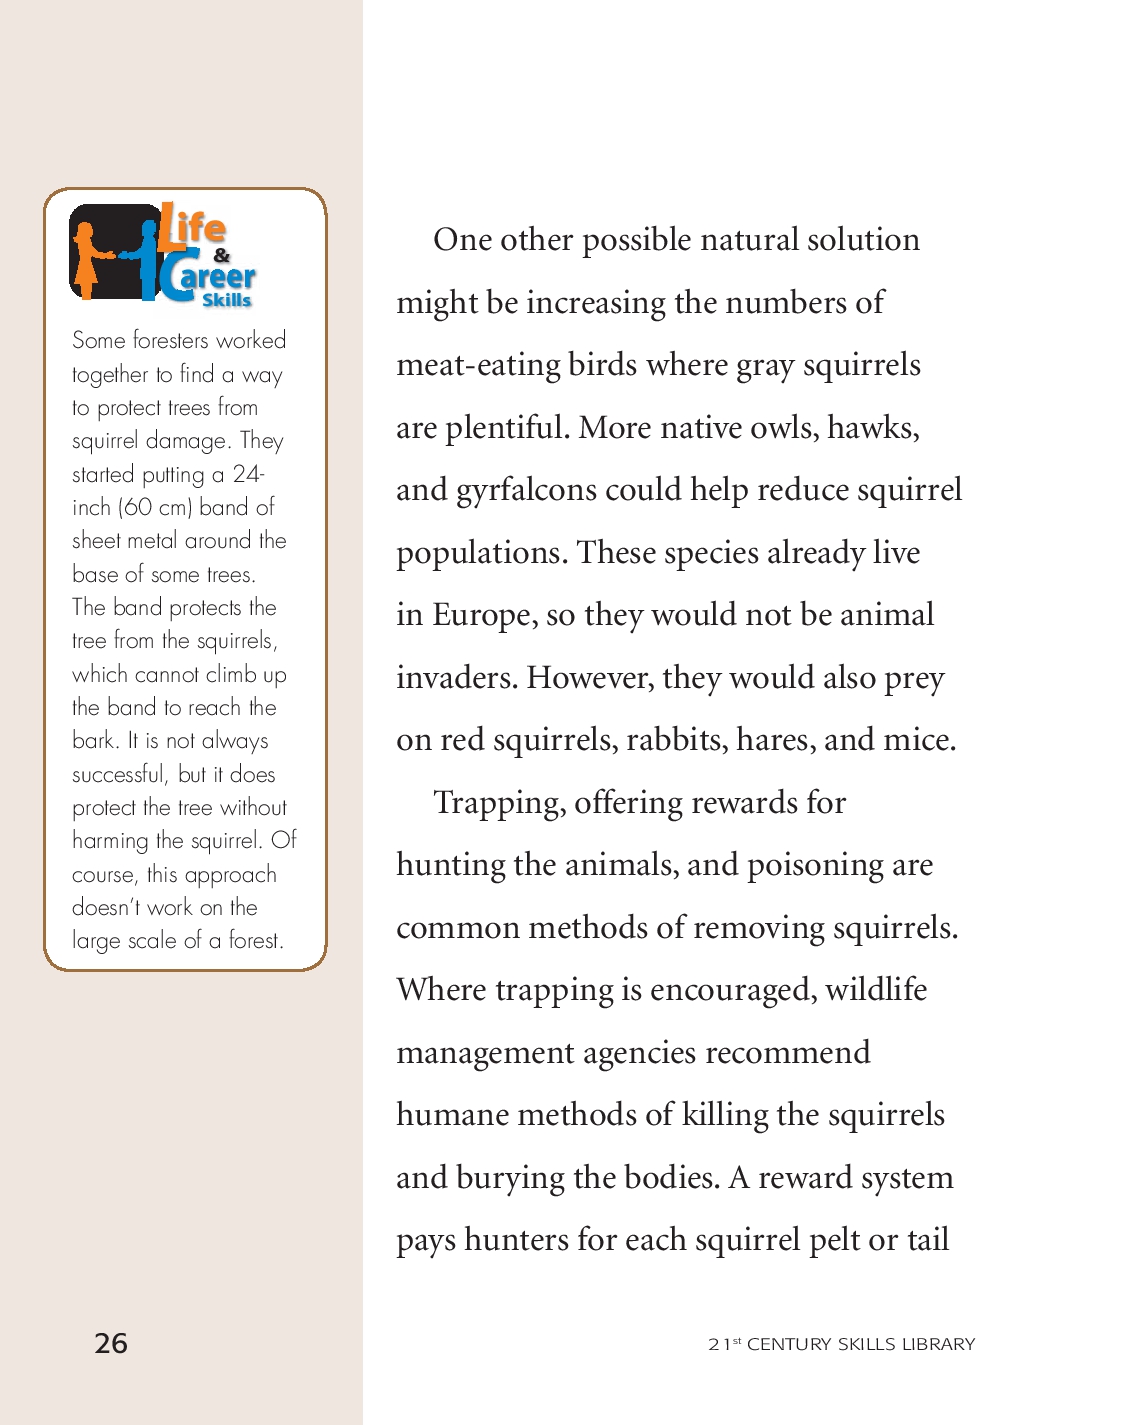 Life
&
Career
Skills
Some foresters worked
together to find a way
to protect trees from
squirrel damage. They
started putting a 24-
inch (60 cm) band of
sheet metal around the
base of some trees.
The band protects the
tree from the squirrels,
which cannot climb up
the band to reach the
bark. It is not always
successful, but it does
protect the tree without
harming the squirrel. Of
course, this approach
doesn't work on the
large scale of a forest.
One other possible natural solution
might be increasing the numbers of
meat-eating birds where gray squirrels
are plentiful. More native owls, hawks,
and gyrfalcons could help reduce squirrel
populations. These species already live
in Europe, so they would not be animal
invaders. However, they would also prey
on red squirrels, rabbits, hares, and mice.
Trapping, offering rewards for
hunting the animals, and poisoning are
common methods of removing squirrels.
Where trapping is encouraged, wildlife
management agencies recommend
humane methods of killing the squirrels
and burying the bodies. A reward system
pays hunters for each squirrel pelt or tail
26
21st CENTURY SKILLS LIBRARY